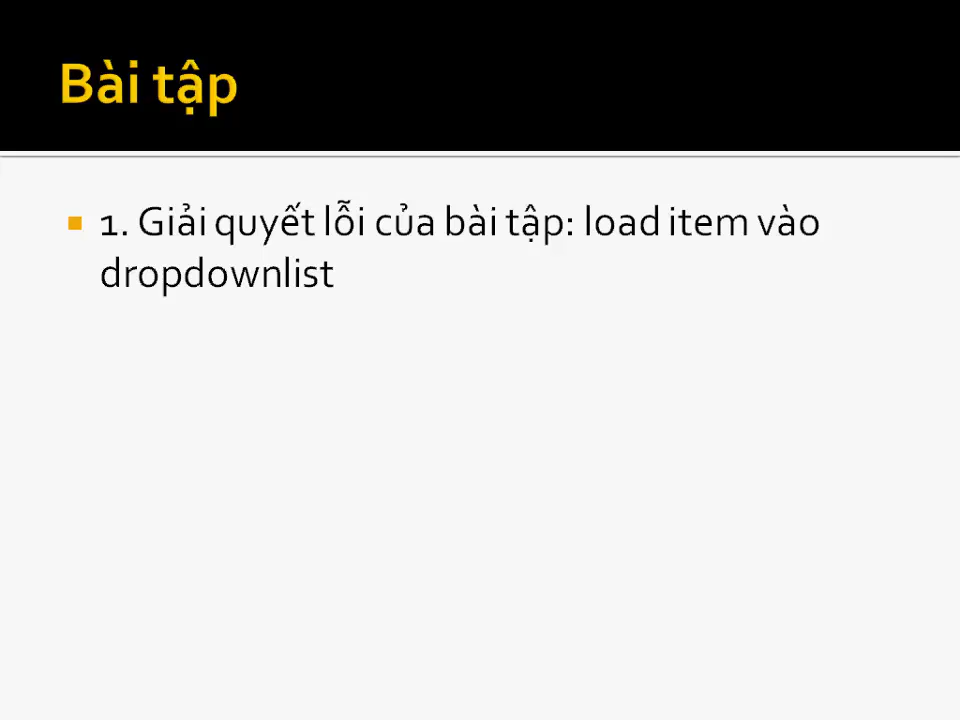 Bài tập
1. Giải quyết lỗi của bài tập: load item vào
dropdownlist